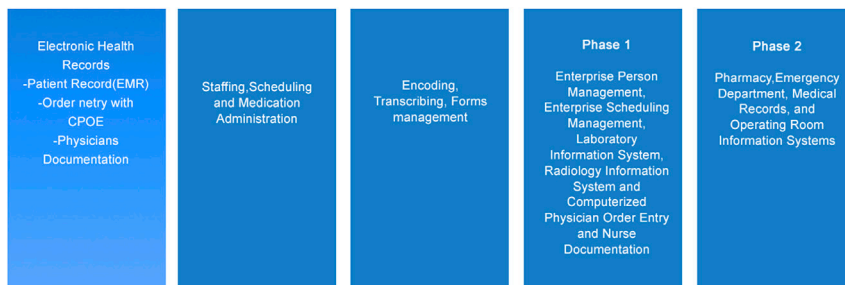 Electronic Health
Records
-Patient Record(EMR)
-Order netry with
CPOE
-Physicians
Documentation
Staffing,Scheduling
and Medication
Administration
Encoding,
Transcribing, Forms
management
Phase 1
Enterprise Person
Management,
Enterprise Scheduling
Management,
Laboratory
Information System,
Radiology Information
System and
Computerized
Physician Order Entry
and Nurse
Documentation
Phase 2
Pharmacy,Emergency
Department, Medical
Records, and
Operating Room
Information Systems